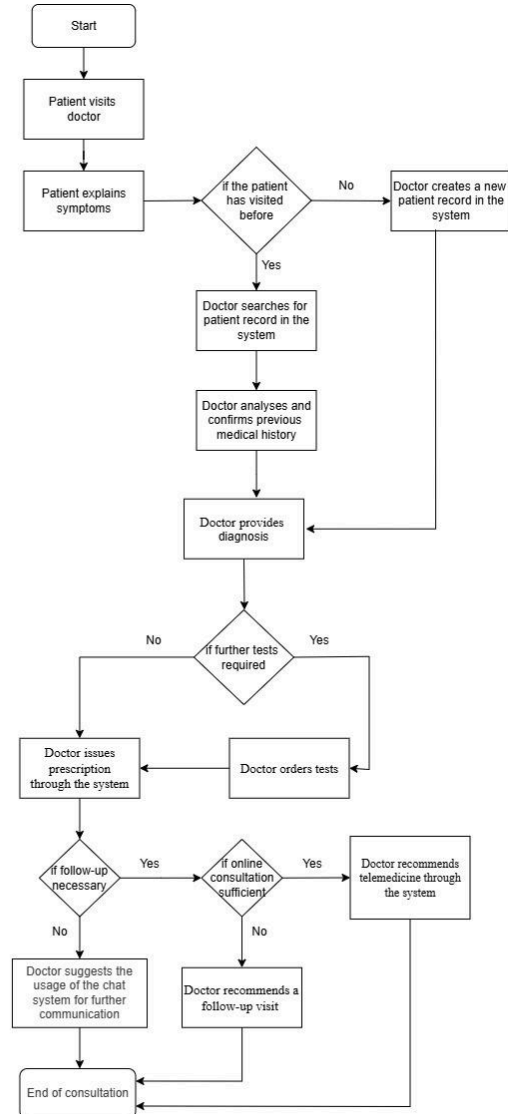 Start
Patient visits
doctor
Patient explains
symptoms
if the patient
has visited
before
No
Doctor creates a new
patient record in the
system
Yes
Doctor searches for
patient record in the
system
Doctor analyses and
confirms previous
medical history
Doctor provides
diagnosis
No
if further tests
required
Yes
Doctor issues
prescription
through the system
Doctor orders tests
if follow-up
necessary
Yes
if online
consultation
sufficient
Yes
Doctor recommends
telemedicine through
the system
No
No
Doctor suggests the
usage of the chat
system for further
communication
Doctor recommends a
follow-up visit
End of consultation